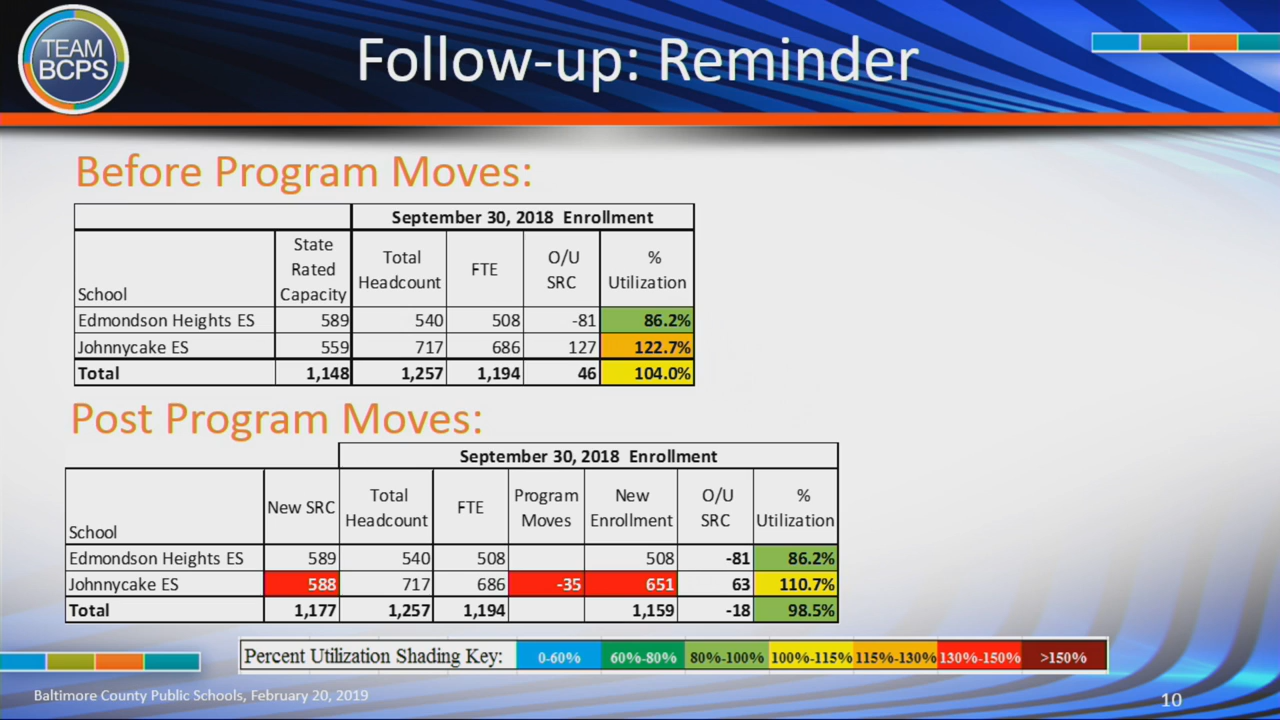 TEAM
BCPS
Follow-up: Reminder
Before Program Moves:
September 30, 2018 Enrollment
School State Rated Capacity Total Headcount FTE O/U SRC % Utilization
Edmondson Heights ES 589 540 508 -81 86.2%
Johnnycake ES 559 717 686 127 122.7%
Total 1,148 1,257 1,194 46 104.0%
Post Program Moves:
September 30, 2018 Enrollment
School New SRC Total Headcount FTE Program Moves New Enrollment O/U SRC % Utilization
Edmondson Heights ES 589 540 508 508 -81 86.2%
Johnnycake ES 588 717 686 -35 651 63 110.7%
Total 1,177 1,257 1,194 1,159 -18 98.5%
Percent Utilization Shading Key: 0-60% 60%-80% 80%-100% 100%-115% 115%-130% 130%-150% >150%
Baltimore County Public Schools, February 20, 2019
10